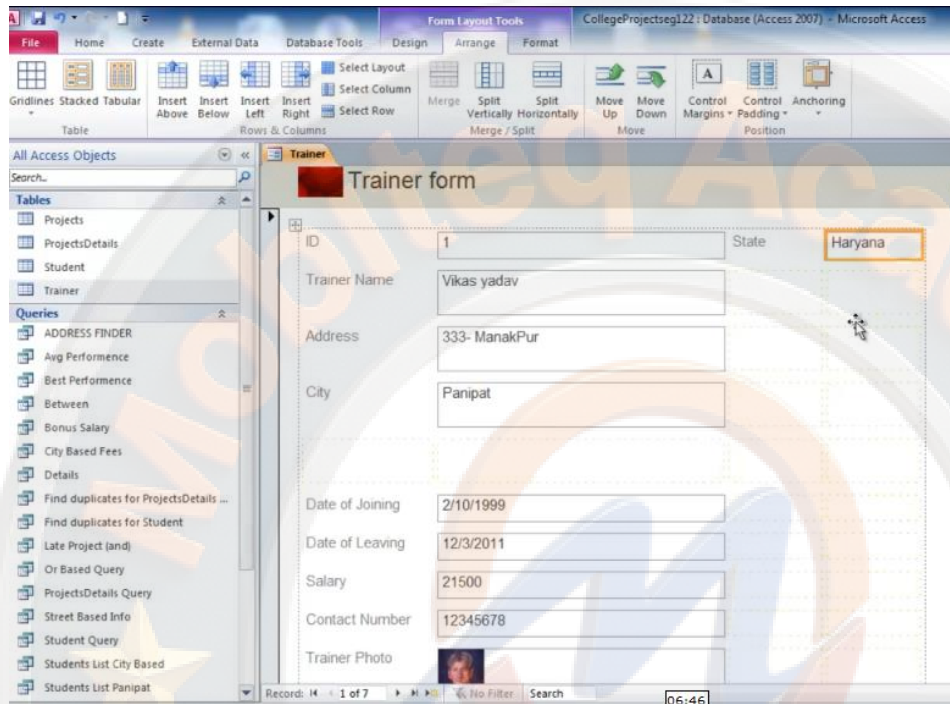 Form Layout Tools
CollegeProjectseg122 : Database (Access 2007) - Microsoft Access
File Home Create External Data Database Tools Design Arrange Format
Gridlines Stacked Tabular
Table
Insert Above Insert Below Insert Left Insert Right
Select Layout
Select Column
Select Row
Rows & Columns
Merge Split Vertically Split Horizontally
Merge / Split
Move Up Move Down
Move
A
Control Margins Control Padding Anchoring
Position
All Access Objects
Search...
Tables
Projects
ProjectsDetails
Student
Trainer
Queries
ADDRESS FINDER
Avg Performence
Best Performence
Between
Bonus Salary
City Based Fees
Details
Find duplicates for ProjectsDetails ...
Find duplicates for Student
Late Project (and)
Or Based Query
ProjectsDetails Query
Street Based Info
Student Query
Students List City Based
Students List Panipat
Trainer
Trainer form
ID 1 State Haryana
Trainer Name Vikas yadav
Address 333- ManakPur
City Panipat
Date of Joining 2/10/1999
Date of Leaving 12/3/2011
Salary 21500
Contact Number 12345678
Trainer Photo
Record: 1 of 7 No Filter Search
06:46
Mobiteq Aca